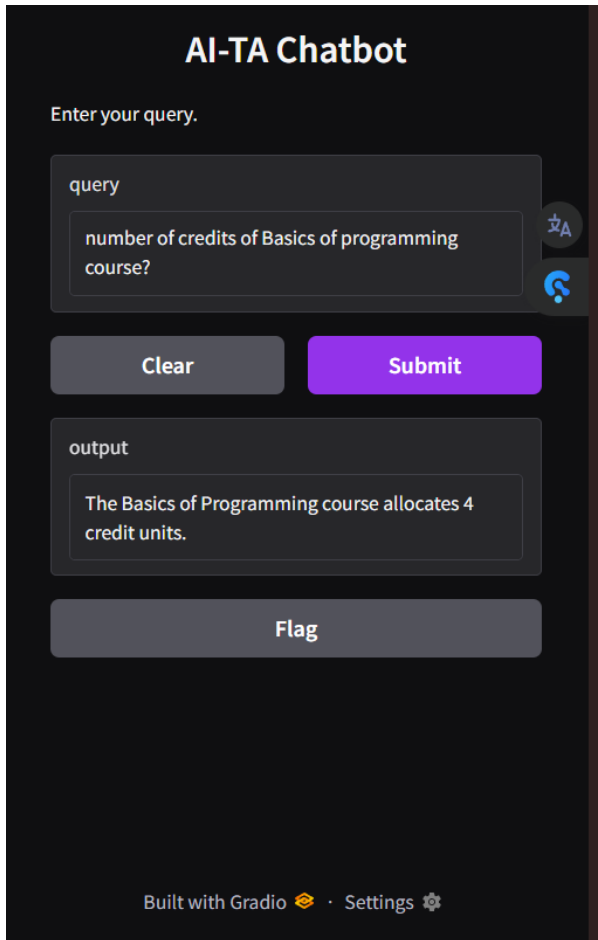 AI-TA Chatbot
Enter your query.
query
number of credits of Basics of programming
course?
Clear
Submit
output
The Basics of Programming course allocates 4
credit units.
Flag
Built with Gradio · Settings